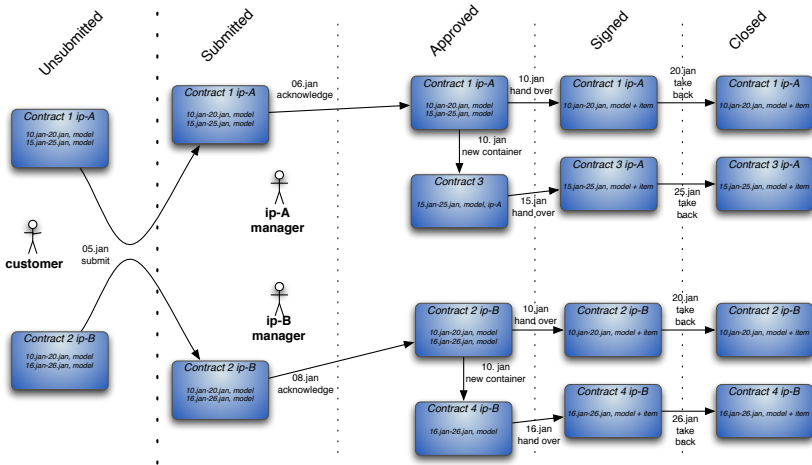 Unsubmitted
Submitted
Approved
Signed
Closed
Contract 1 ip-A
10.jan-20.jan, model
15.jan-25.jan, model
05.jan
submit
Contract 1 ip-A
10.jan-20.jan, model
15.jan-25.jan, model
06.jan
acknowledge
Contract 1 ip-A
10.jan-20.jan, model
15.jan-25.jan, model
10.jan
hand over
Contract 1 ip-A
10.jan-20.jan, model + item
20.jan
take
back
Contract 1 ip-A
10.jan-20.jan, model + item
10. jan
new container
Contract 3
15.jan-25.jan, model, ip-A
15.jan
hand over
Contract 3 ip-A
15.jan-25.jan, model + item
25.jan
take
back
Contract 3 ip-A
15.jan-25.jan, model + item
customer
ip-A
manager
ip-B
manager
Contract 2 ip-B
10.jan-20.jan, model
16.jan-26.jan, model
Contract 2 ip-B
10.jan-20.jan, model
16.jan-26.jan, model
08.jan
acknowledge
Contract 2 ip-B
10.jan-20.jan, model
16.jan-26.jan, model
10.jan
hand over
Contract 2 ip-B
10.jan-20.jan, model + item
20.jan
take
back
Contract 2 ip-B
10.jan-20.jan, model + item
10. jan
new container
Contract 4 ip-B
16.jan-26.jan, model
16.jan
hand over
Contract 4 ip-B
16.jan-26.jan, model + item
26.jan
take
back
Contract 4 ip-B
16.jan-26.jan, model + item